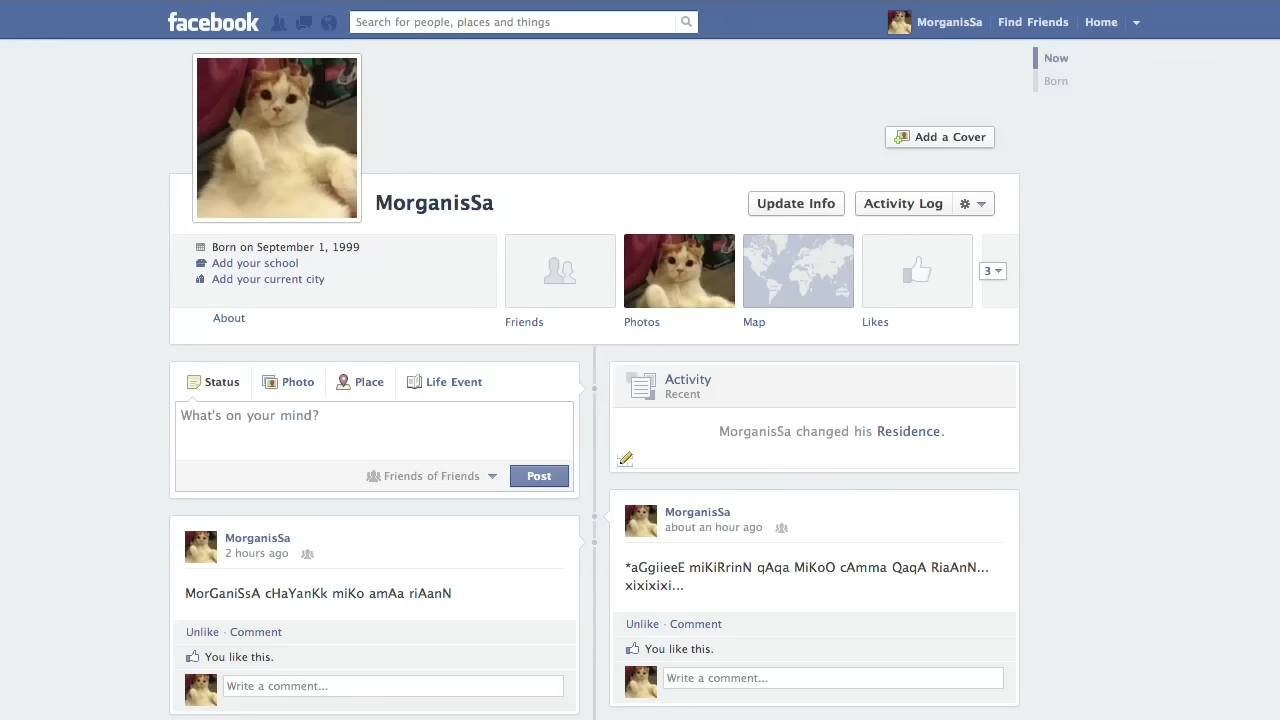 facebook
Search for people, places and things
MorganisSa
Find Friends
Home
Now
Born
Add a Cover
MorganisSa
Update Info
Activity Log
Born on September 1, 1999
Add your school
Add your current city
About
Friends
Photos
Map
Likes
3
Status
Photo
Place
Life Event
What's on your mind?
Friends of Friends
Post
Activity
Recent
MorganisSa changed his Residence.
MorganisSa
2 hours ago
MorGaniSsA cHaYanKk miKo amAa riAanN
Unlike · Comment
You like this.
Write a comment...
MorganisSa
about an hour ago
*aGgiieeE miKiRrinN qAqa MiKoO cAmma QaqA RiaAnN...
xixixixi...
Unlike · Comment
You like this.
Write a comment...